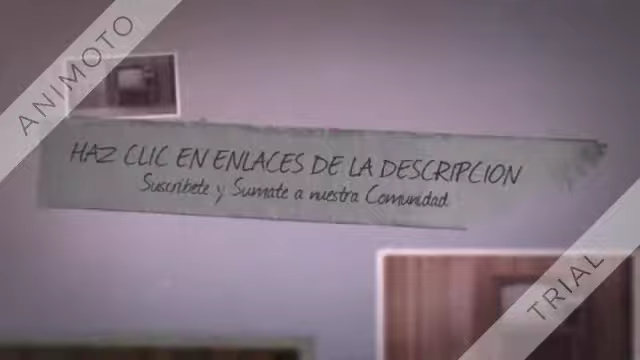 ANIMOTO
HAZ CLIC EN ENLACES DE LA DESCRIPCION
Suscribete y Sumate a nuestra Comunidad
TRIAL